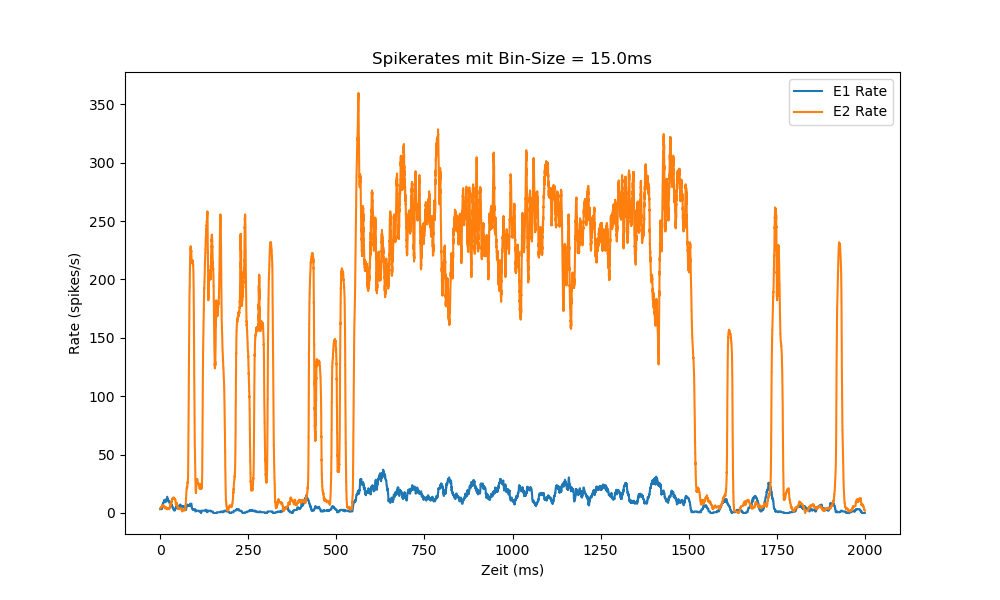 Spikerates mit Bin-Size = 15.0ms
E1 Rate
E2 Rate
Rate (spikes/s)
350
300
250
200
150
100
50
0
0 250 500 750 1000 1250 1500 1750 2000
Zeit (ms)